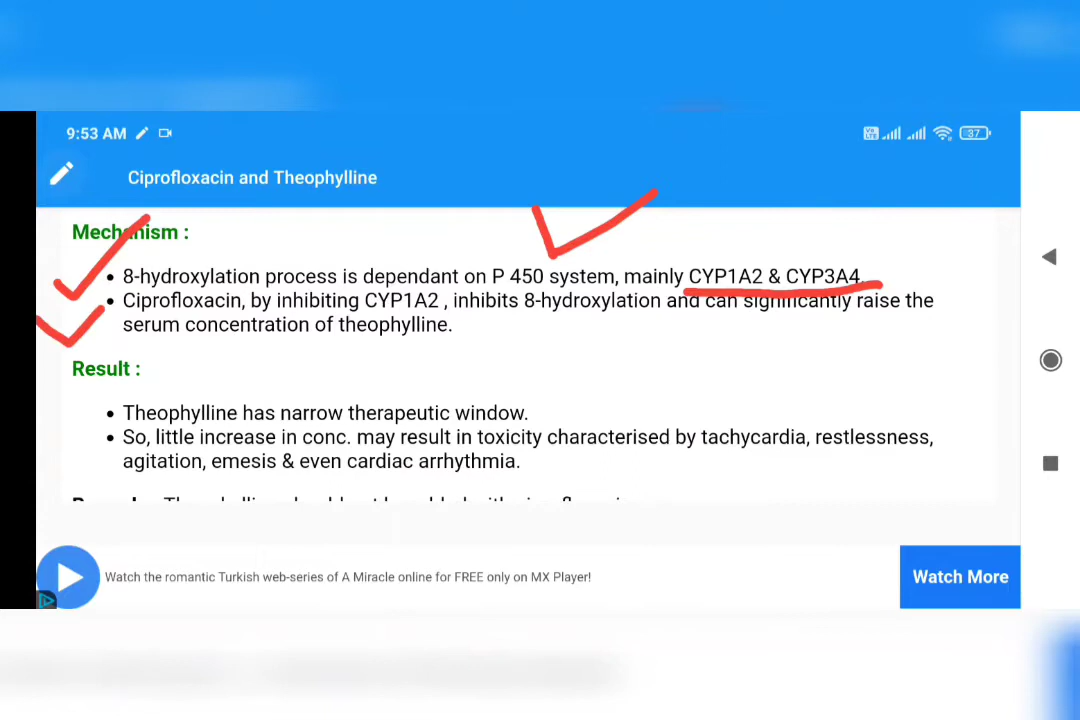 9:53 AM
37
Ciprofloxacin and Theophylline
Mechanism :
• 8-hydroxylation process is dependant on P 450 system, mainly CYP1A2 & CYP3A4.
• Ciprofloxacin, by inhibiting CYP1A2 , inhibits 8-hydroxylation and can significantly raise the
serum concentration of theophylline.
Result :
• Theophylline has narrow therapeutic window.
• So, little increase in conc. may result in toxicity characterised by tachycardia, restlessness,
agitation, emesis & even cardiac arrhythmia.
Watch the romantic Turkish web-series of A Miracle online for FREE only on MX Player!
Watch More